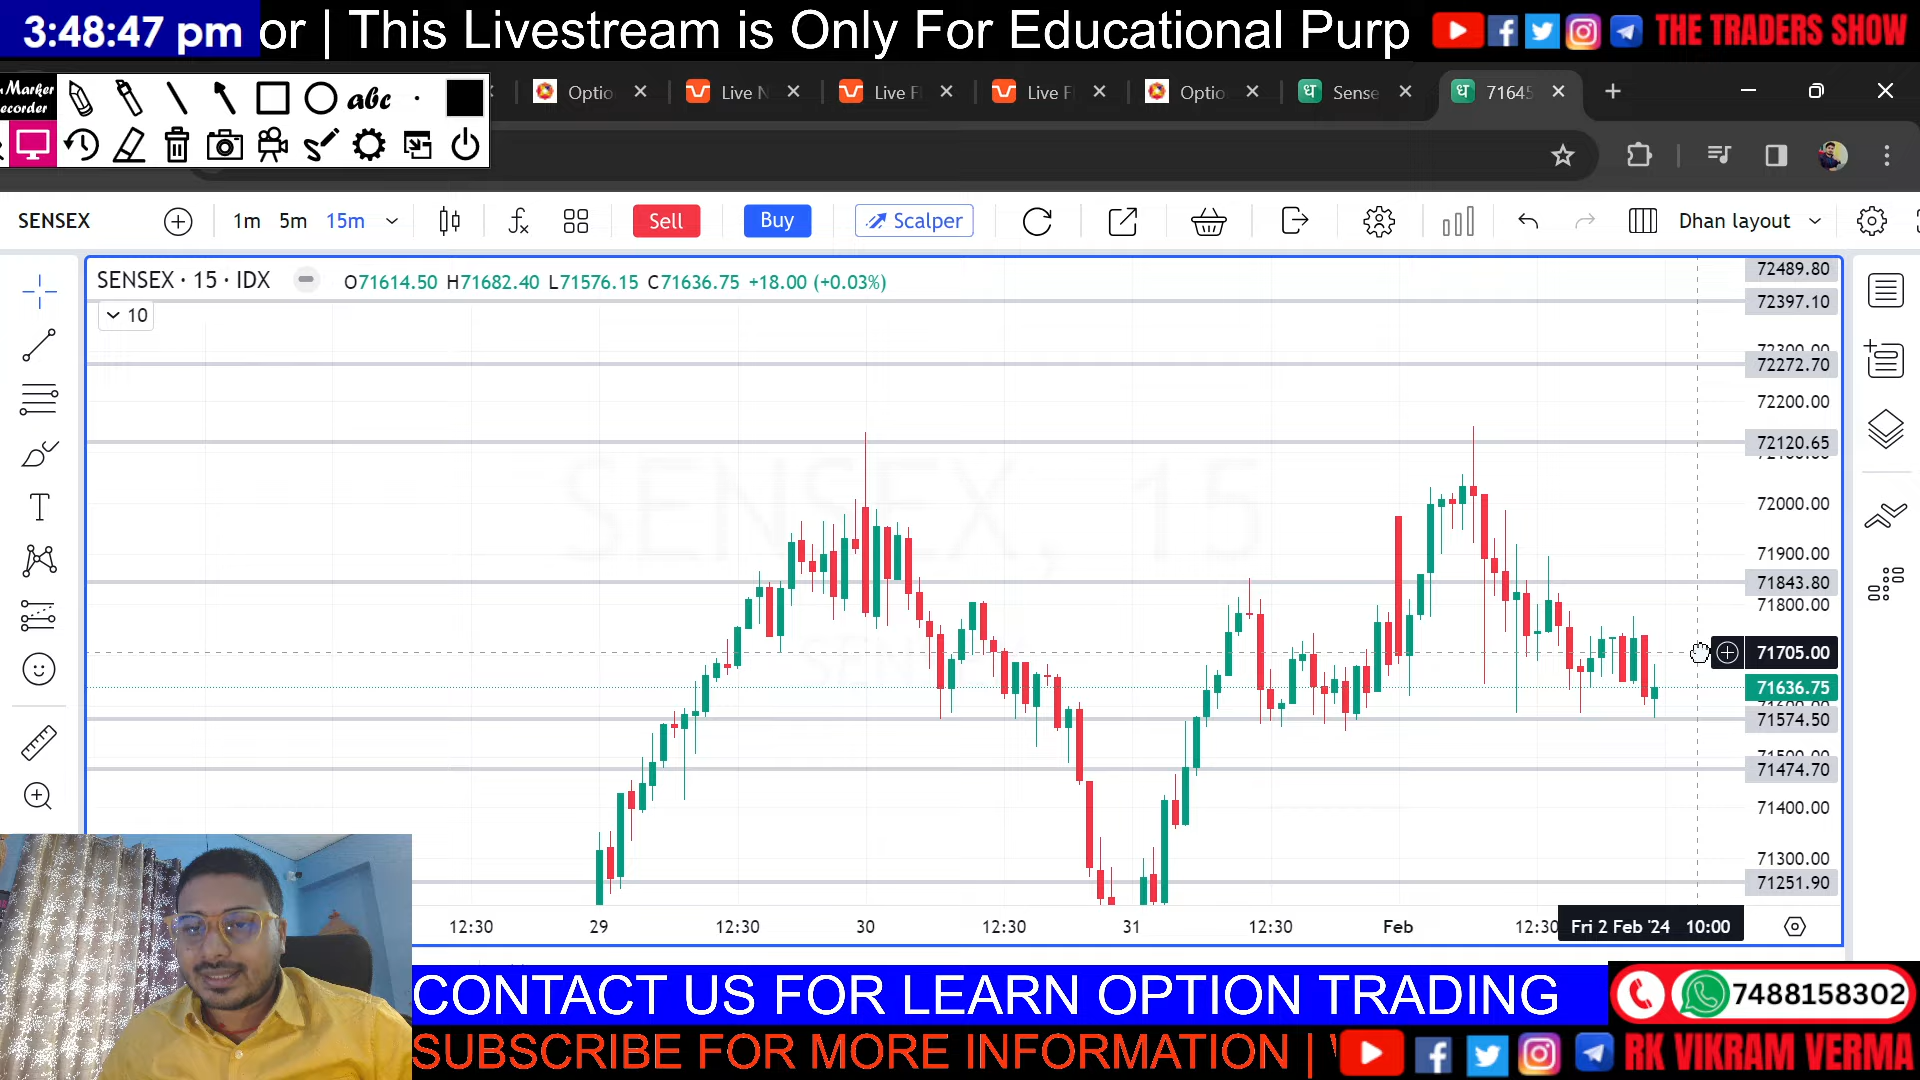 3:48:47 pm or | This Livestream is Only For Educational Purp THE TRADERS SHOW
Marker
ecorder
abc
Optio
Live N
Live F
Live F
Optio
Sense
71645
SENSEX 1m 5m 15m Sell Buy Scalper Dhan layout
SENSEX · 15 · IDX O71614.50 H71682.40 L71576.15 C71636.75 +18.00 (+0.03%)
10
SENSEX, 15
72489.80
72397.10
72300.00
72272.70
72200.00
72120.65
72000.00
71900.00
71843.80
71800.00
71705.00
71636.75
71574.50
71500.00
71474.70
71400.00
71300.00
71251.90
12:30 29 12:30 30 12:30 31 12:30 Feb 12:30 Fri 2 Feb '24 10:00
CONTACT US FOR LEARN OPTION TRADING 7488158302
SUBSCRIBE FOR MORE INFORMATION | RK VIKRAM VERMA